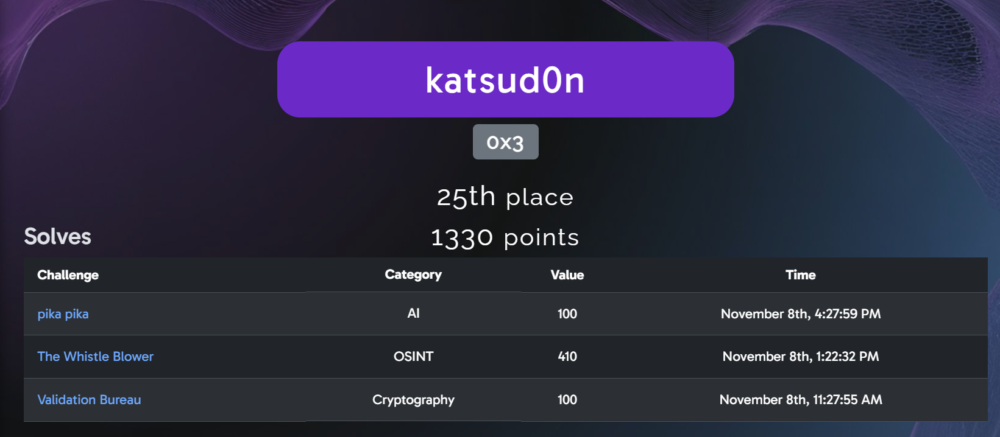 katsud0n
0x3
25th place
1330 points
Solves
Challenge Category Value Time
pika pika AI 100 November 8th, 4:27:59 PM
The Whistle Blower OSINT 410 November 8th, 1:22:32 PM
Validation Bureau Cryptography 100 November 8th, 11:27:55 AM